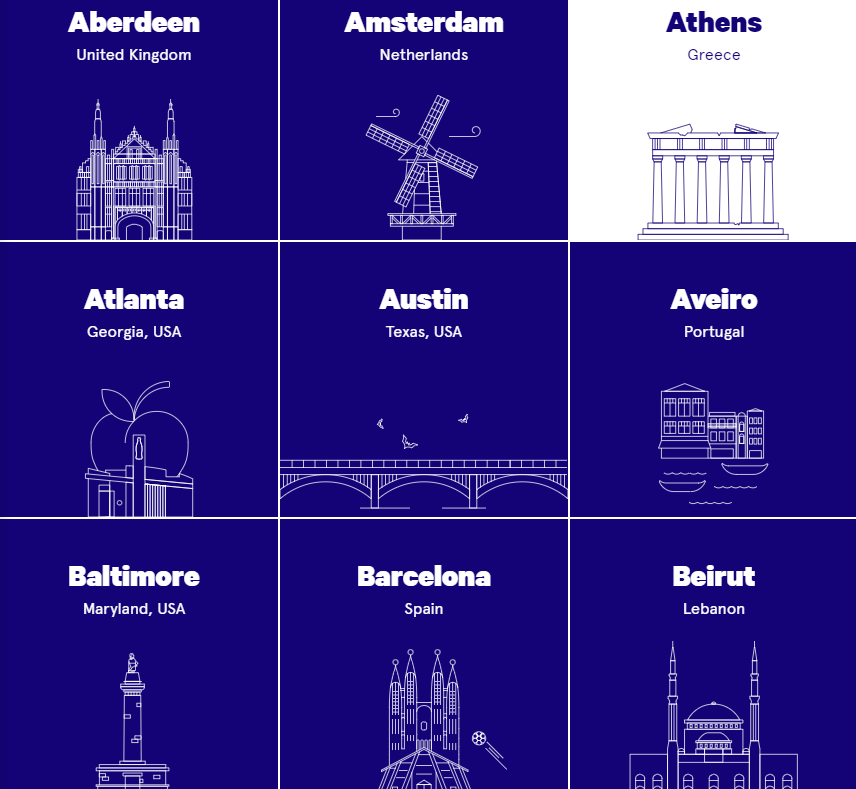 Aberdeen
United Kingdom
Amsterdam
Netherlands
Athens
Greece
Atlanta
Georgia, USA
Austin
Texas, USA
Aveiro
Portugal
Baltimore
Maryland, USA
Barcelona
Spain
Beirut
Lebanon